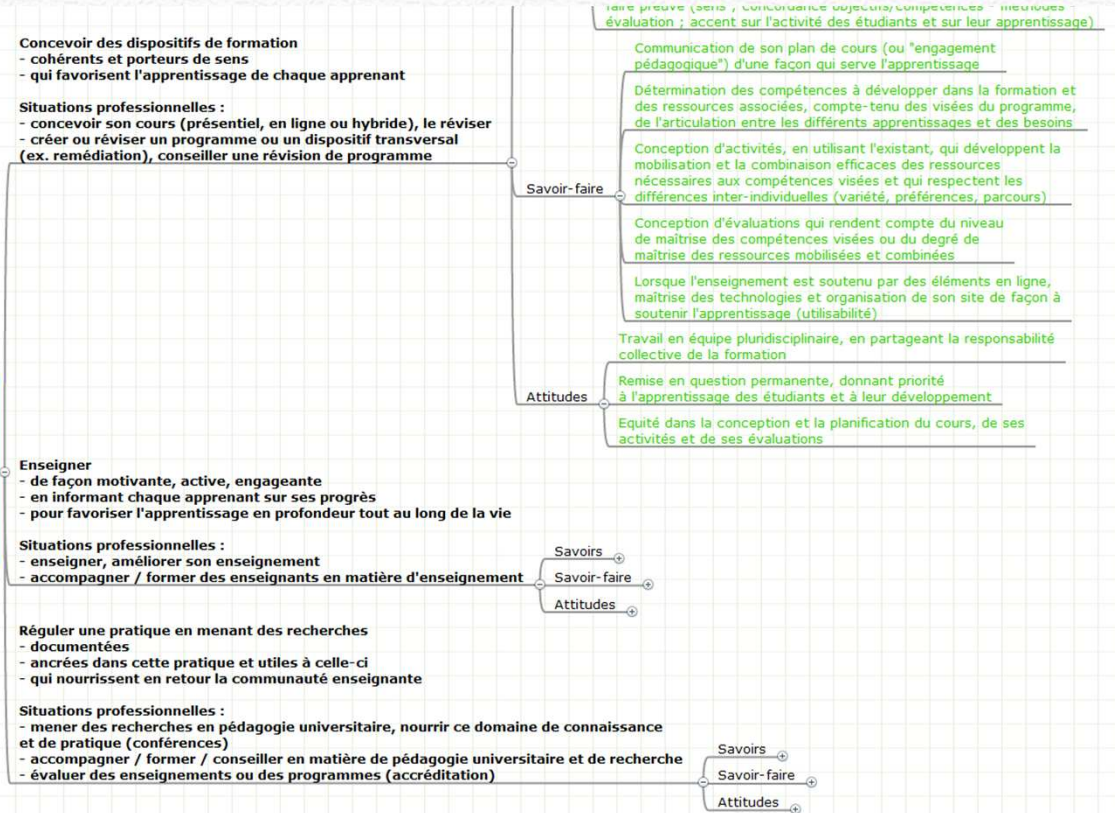 faire preuve (sens ; concordance objectifs/compétences - méthodes -
évaluation ; accent sur l'activité des étudiants et sur leur apprentissage)
Concevoir des dispositifs de formation
- cohérents et porteurs de sens
- qui favorisent l'apprentissage de chaque apprenant
Situations professionnelles :
- concevoir son cours (présentiel, en ligne ou hybride), le réviser
- créer ou réviser un programme ou un dispositif transversal
(ex. remédiation), conseiller une révision de programme
Savoir-faire
Communication de son plan de cours (ou "engagement
pédagogique") d'une façon qui serve l'apprentissage
Détermination des compétences à développer dans la formation et
des ressources associées, compte-tenu des visées du programme,
de l'articulation entre les différents apprentissages et des besoins
Conception d'activités, en utilisant l'existant, qui développent la
mobilisation et la combinaison efficaces des ressources
nécessaires aux compétences visées et qui respectent les
différences inter-individuelles (variété, préférences, parcours)
Conception d'évaluations qui rendent compte du niveau
de maîtrise des compétences visées ou du degré de
maîtrise des ressources mobilisées et combinées
Lorsque l'enseignement est soutenu par des éléments en ligne,
maîtrise des technologies et organisation de son site de façon à
soutenir l'apprentissage (utilisabilité)
Attitudes
Travail en équipe pluridisciplinaire, en partageant la responsabilité
collective de la formation
Remise en question permanente, donnant priorité
à l'apprentissage des étudiants et à leur développement
Equité dans la conception et la planification du cours, de ses
activités et de ses évaluations
Enseigner
- de façon motivante, active, engageante
- en informant chaque apprenant sur ses progrès
- pour favoriser l'apprentissage en profondeur tout au long de la vie
Situations professionnelles :
- enseigner, améliorer son enseignement
- accompagner / former des enseignants en matière d'enseignement
Savoirs
Savoir-faire
Attitudes
Réguler une pratique en menant des recherches
- documentées
- ancrées dans cette pratique et utiles à celle-ci
- qui nourrissent en retour la communauté enseignante
Situations professionnelles :
- mener des recherches en pédagogie universitaire, nourrir ce domaine de connaissance
et de pratique (conférences)
- accompagner / former / conseiller en matière de pédagogie universitaire et de recherche
- évaluer des enseignements ou des programmes (accréditation)
Savoirs
Savoir-faire
Attitudes